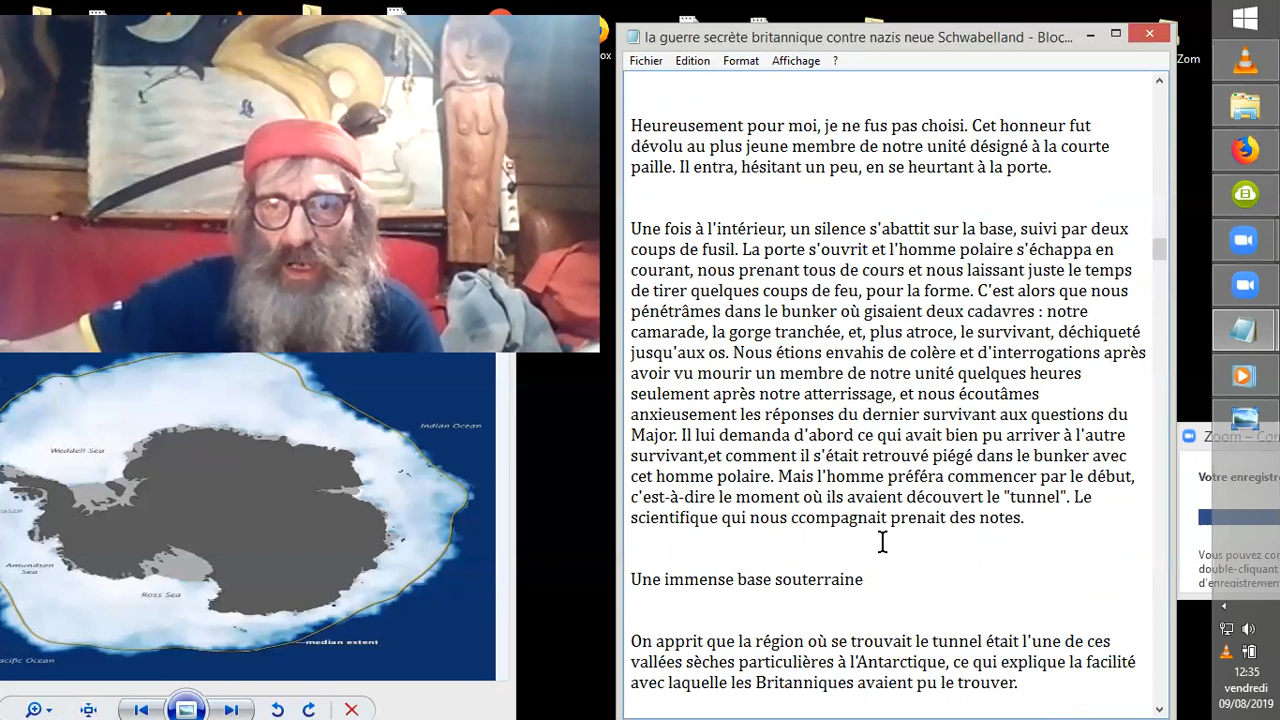 la guerre secrète britannique contre nazis neue Schwabelland - Bloc...
Fichier Edition Format Affichage ?
Heureusement pour moi, je ne fus pas choisi. Cet honneur fut
dévolu au plus jeune membre de notre unité désigné à la courte
paille. Il entra, hésitant un peu, en se heurtant à la porte.
Une fois à l'intérieur, un silence s'abattit sur la base, suivi par deux
coups de fusil. La porte s'ouvrit et l'homme polaire s'échappa en
courant, nous prenant tous de cours et nous laissant juste le temps
de tirer quelques coups de feu, pour la forme. C'est alors que nous
pénétrâmes dans le bunker où gisaient deux cadavres : notre
camarade, la gorge tranchée, et, plus atroce, le survivant, déchiqueté
jusqu'aux os. Nous étions envahis de colère et d'interrogations après
avoir vu mourir un membre de notre unité quelques heures
seulement après notre atterrissage, et nous écoutâmes
anxieusement les réponses du dernier survivant aux questions du
Major. Il lui demanda d'abord ce qui avait bien pu arriver à l'autre
survivant,et comment il s'était retrouvé piégé dans le bunker avec
cet homme polaire. Mais l'homme préféra commencer par le début,
c'est-à-dire le moment où ils avaient découvert le "tunnel". Le
scientifique qui nous ccompagnait prenait des notes.
Une immense base souterraine
On apprit que la région où se trouvait le tunnel était l'une de ces
vallées sèches particulières à l'Antarctique, ce qui explique la facilité
avec laquelle les Britanniques avaient pu le trouver.
Indian Ocean
Weddell Sea
Amundsen
Sea
Ross Sea
median extent
Ocean
ox
Zom
Zoom – Co
Votre enregistr
Vous pouvez co
double-cliquant
d'enregistremen
12:35
vendredi
09/08/2019